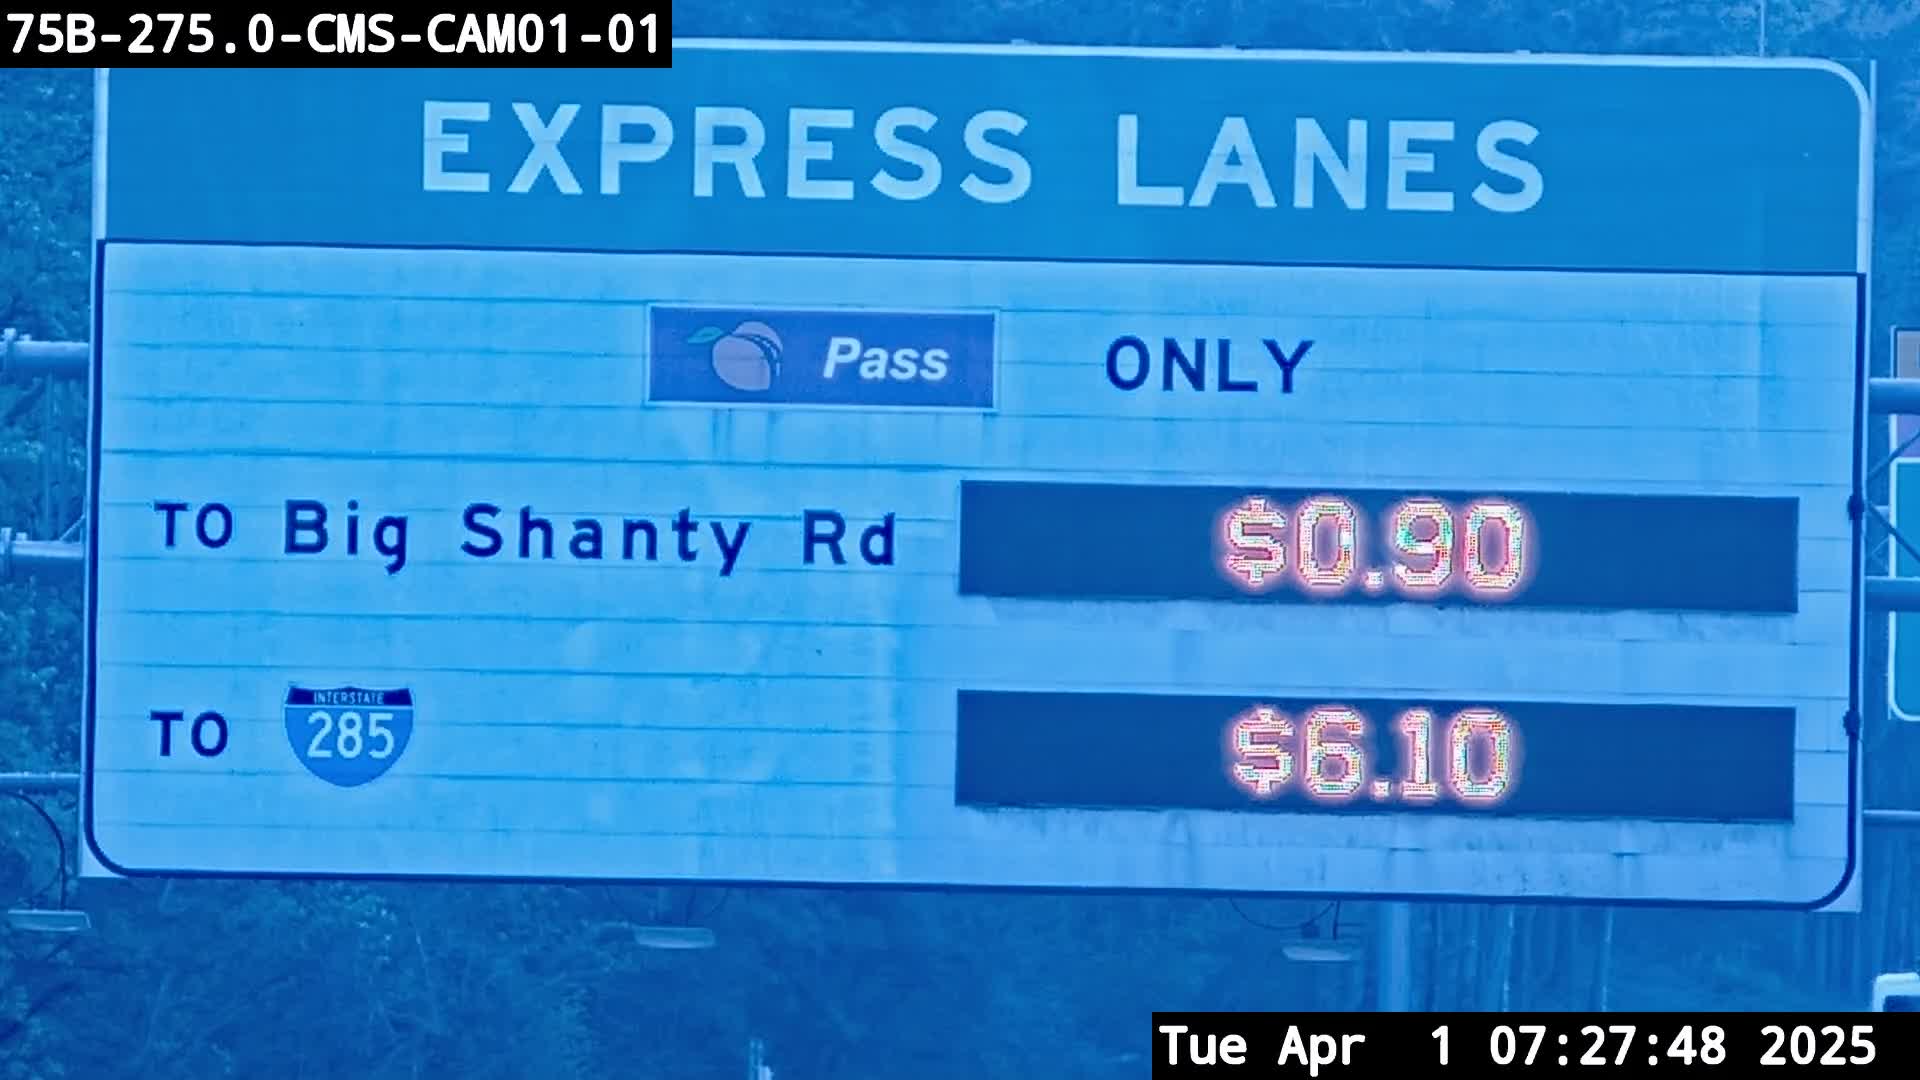 75B-275.0-CMS-CAM01-01
EXPRESS LANES
Pass ONLY
TO Big Shanty Rd $0.90
INTERSTATE
TO 285 $6.10
Tue Apr 1 07:27:48 2025